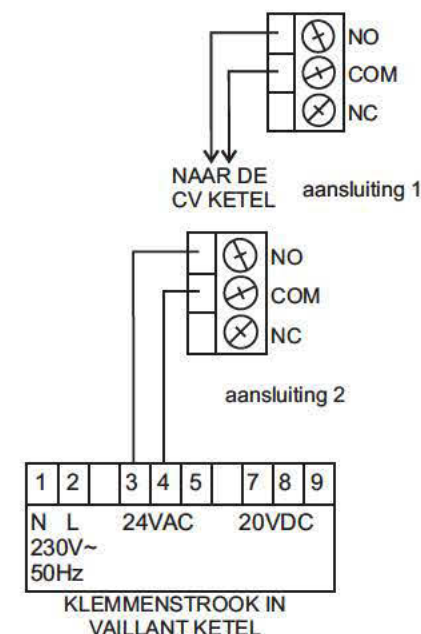 NO
COM
NC
NAAR DE
CV KETEL
aansluiting 1
NO
COM
NC
aansluiting 2
1 2 3 4 5 7 8 9
N L 24VAC 20VDC
230V~
50Hz
KLEMMENSTROOK IN
VAILLANT KETEL